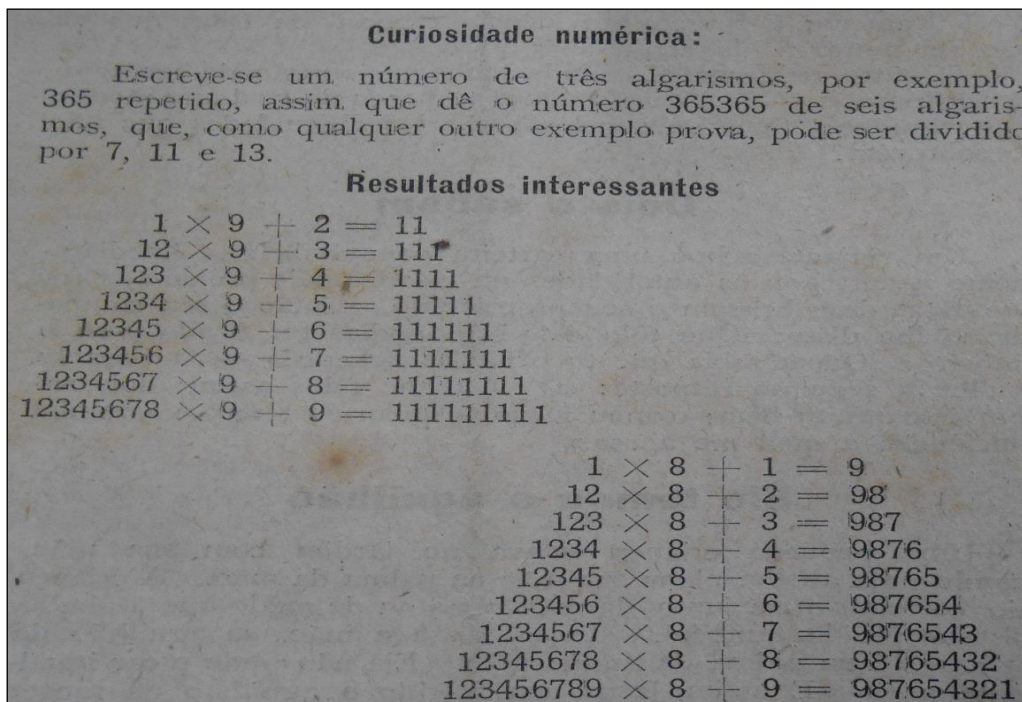 Curiosidade numérica:
Escreve-se um número de três algarismos, por exemplo,
365 repetido, assim que dê o número 365365 de seis algaris-
mos, que, como qualquer outro exemplo prova, pode ser dividido
por 7, 11 e 13.
Resultados interessantes
1 × 9 + 2 = 11
12 × 9 + 3 = 111
123 × 9 + 4 = 1111
1234 × 9 + 5 = 11111
12345 × 9 + 6 = 111111
123456 × 9 + 7 = 1111111
1234567 × 9 + 8 = 11111111
12345678 × 9 + 9 = 111111111
1 × 8 + 1 = 9
12 × 8 + 2 = 98
123 × 8 + 3 = 987
1234 × 8 + 4 = 9876
12345 × 8 + 5 = 98765
123456 × 8 + 6 = 987654
1234567 × 8 + 7 = 9876543
12345678 × 8 + 8 = 98765432
123456789 × 8 + 9 = 987654321